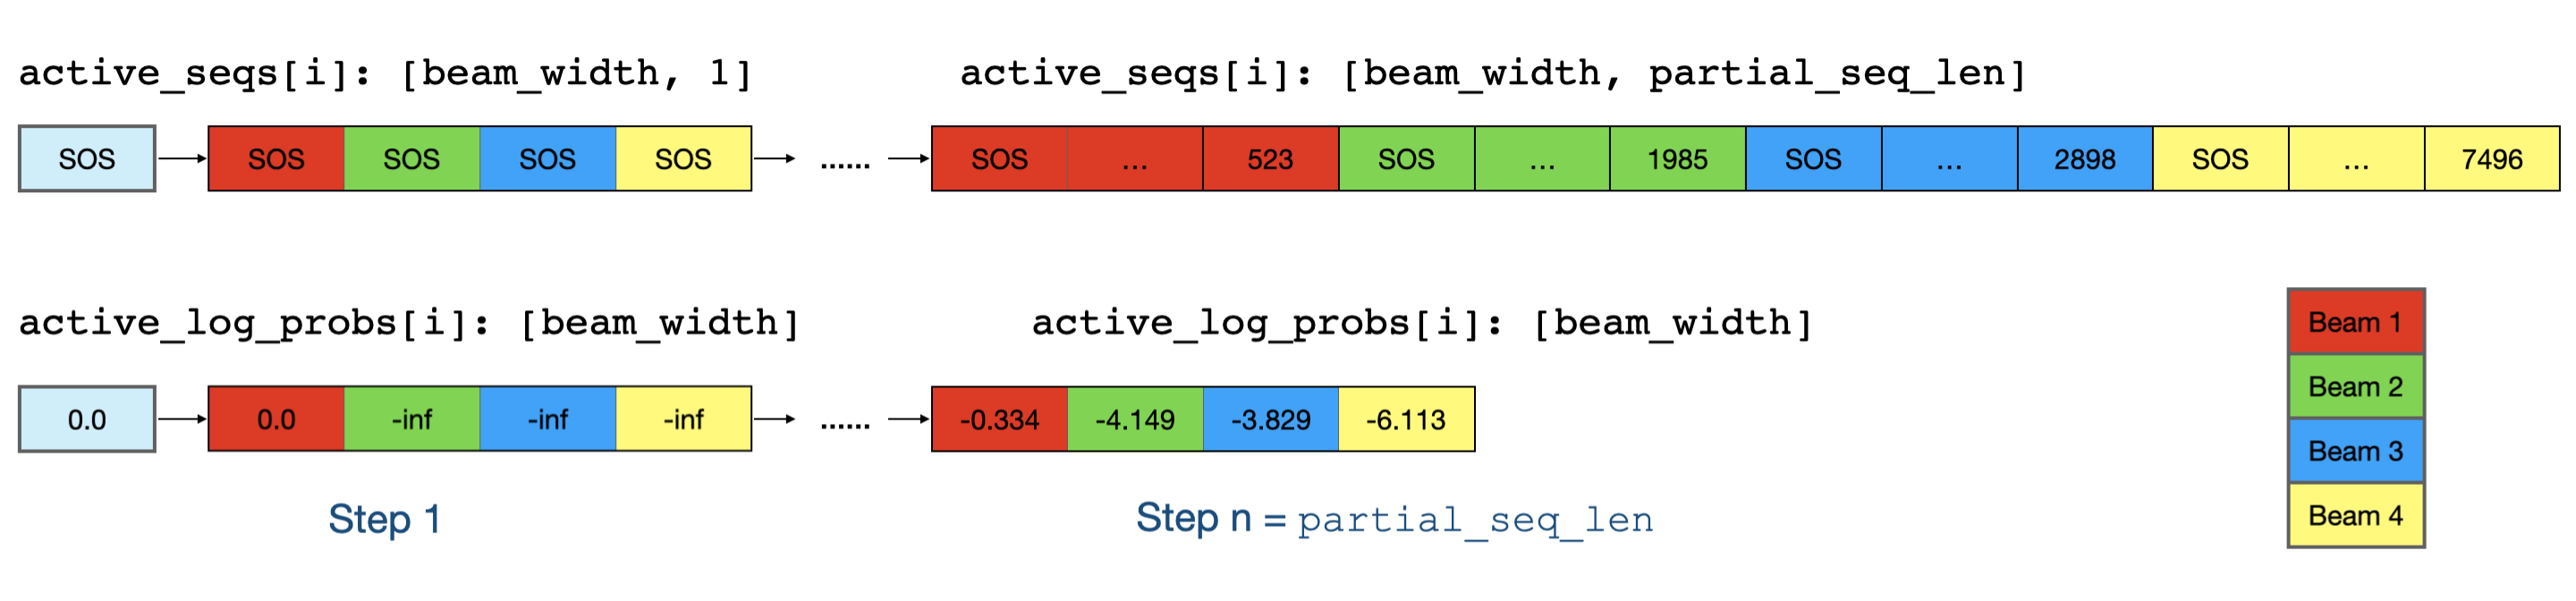 active_seqs[i]: [beam_width, 1]
active_seqs[i]: [beam_width, partial_seq_len]
SOS SOS SOS SOS SOS ...... SOS ... 523 SOS ... 1985 SOS ... 2898 SOS ... 7496
active_log_probs[i]: [beam_width]
active_log_probs[i]: [beam_width]
0.0 0.0 -inf -inf -inf ...... -0.334 -4.149 -3.829 -6.113
Step 1
Step n = partial_seq_len
Beam 1
Beam 2
Beam 3
Beam 4